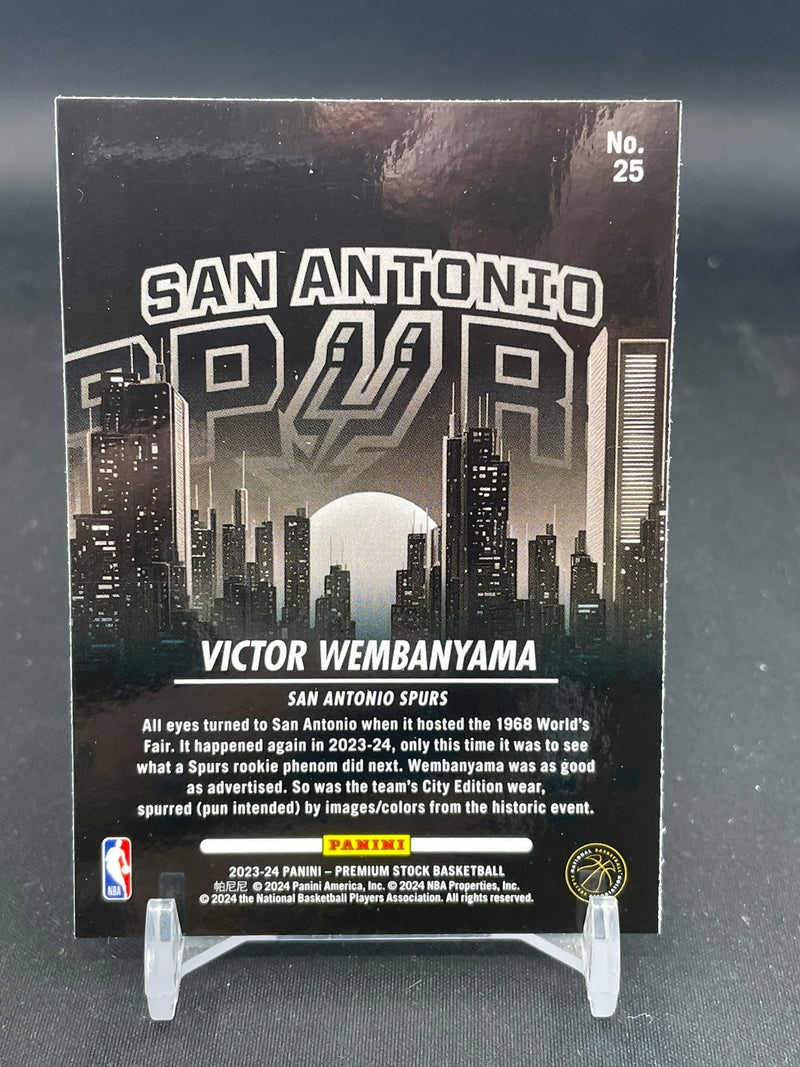 No.
25
SAN ANTONIO
SPUR
VICTOR WEMBANYAMA
SAN ANTONIO SPURS
All eyes turned to San Antonio when it hosted the 1968 World's
Fair. It happened again in 2023-24, only this time it was to see
what a Spurs rookie phenom did next. Wembanyama was as good
as advertised. So was the team's City Edition wear,
spurred (pun intended) by images/colors from the historic event.
PANINI
2023-24 PANINI – PREMIUM STOCK BASKETBALL
帕尼尼 © 2024 Panini America, Inc. © 2024 NBA Properties, Inc.
© 2024 the National Basketball Players Association. All rights reserved.
NBA
NATIONAL BASKETBALL